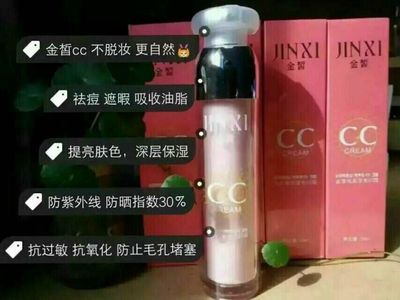 金皙cc 不脱妆 更自然
祛痘 遮暇 吸收油脂
提亮肤色，深层保湿
防紫外线 防晒指数30%
抗过敏 抗氧化 防止毛孔堵塞
JINXI
CC
CREAM
JINXI
金皙
CC
CREAM
JINXI
金皙
CC
CREAM